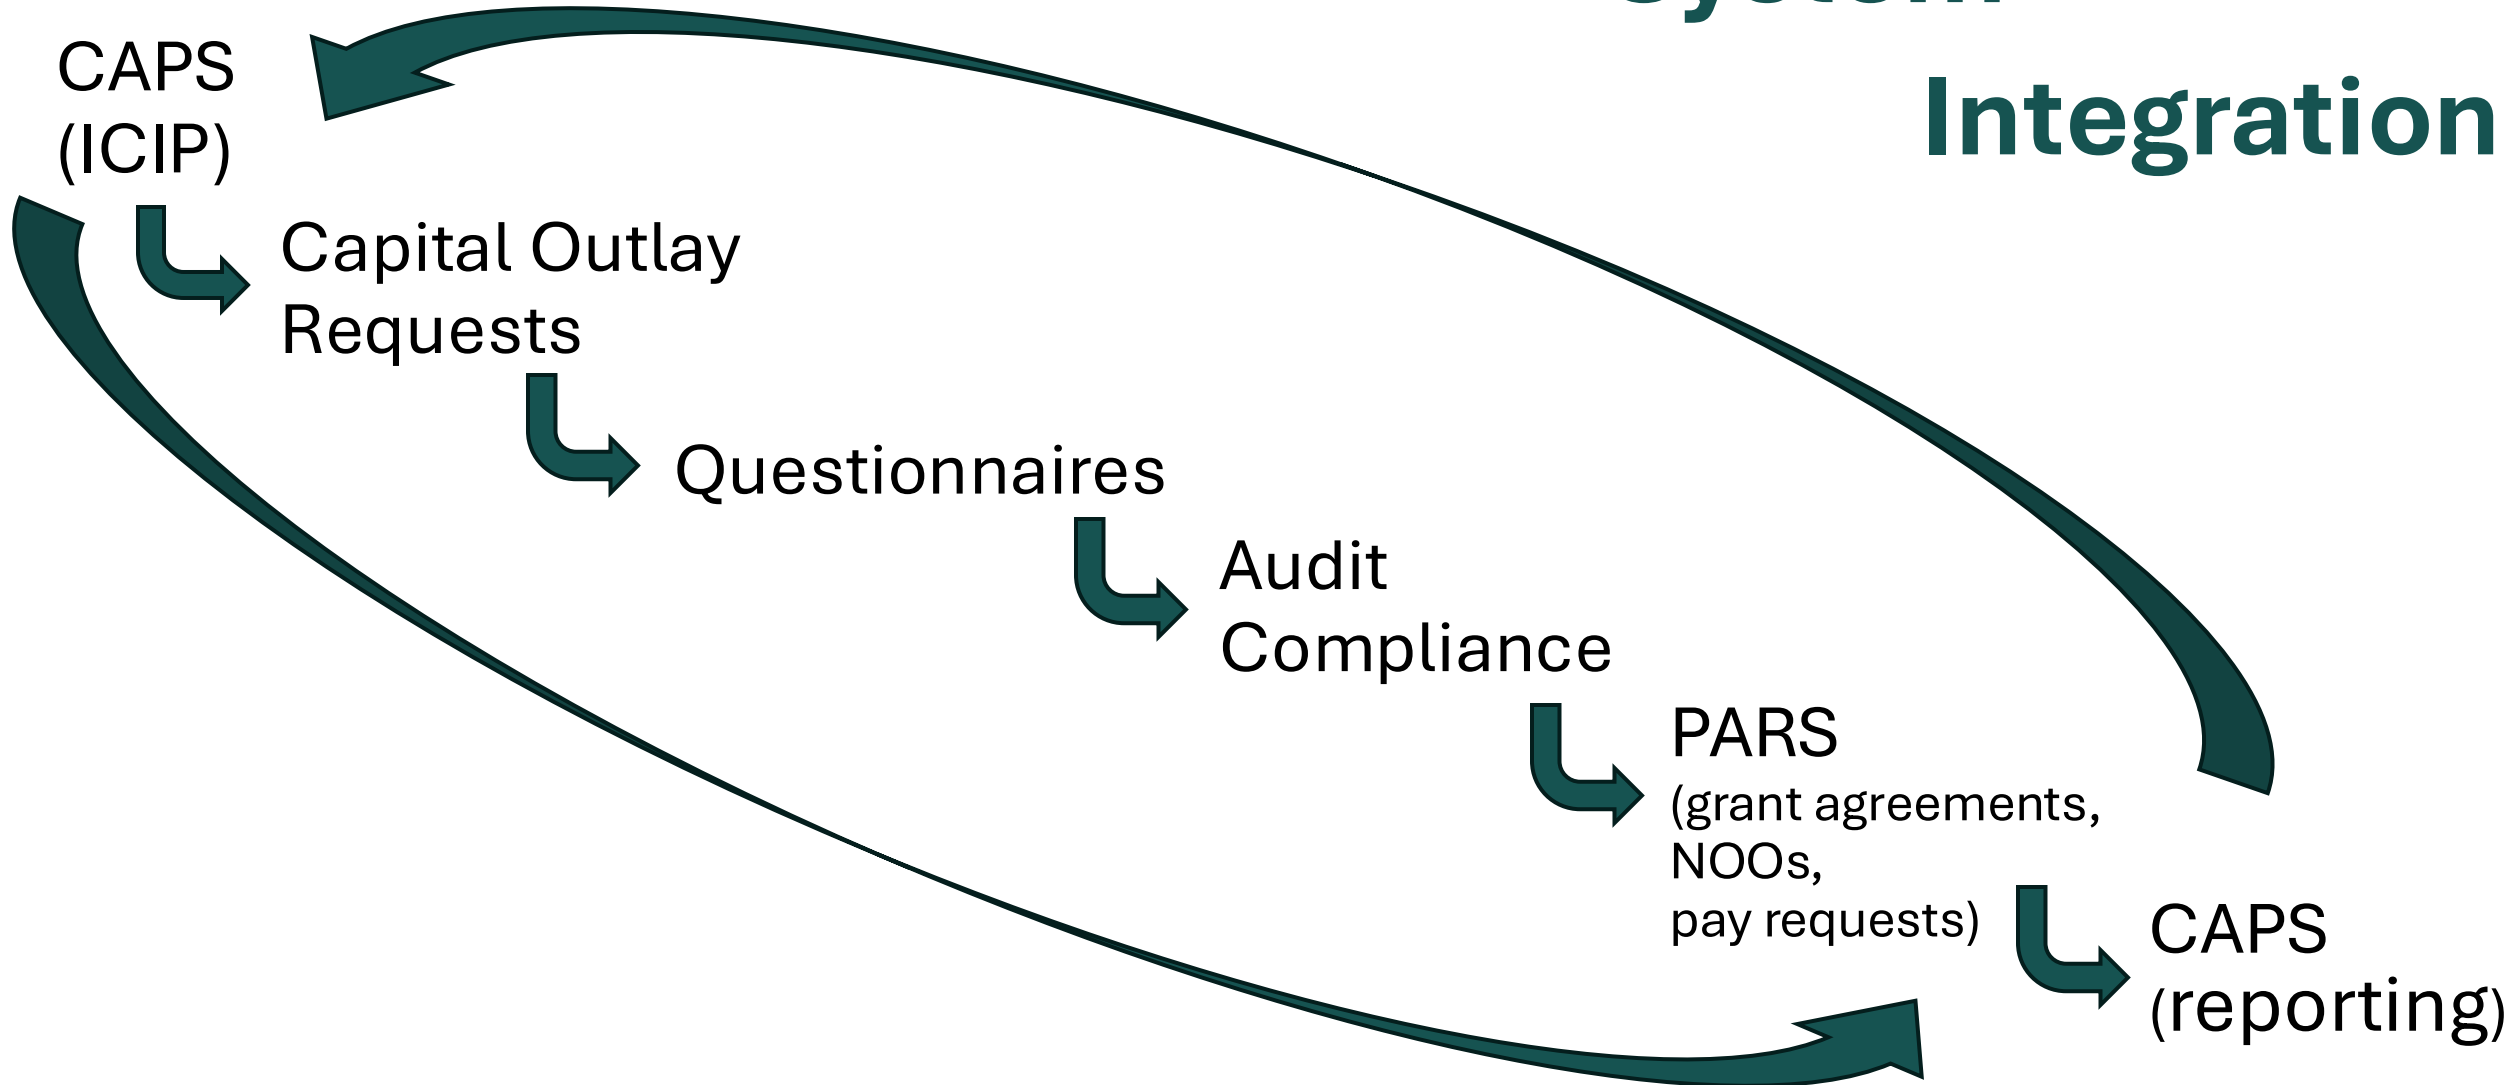 Integration
CAPS
(ICIP)
Capital Outlay
Requests
Questionnaires
Audit
Compliance
PARS
(grant agreements,
NOOs,
pay requests)
CAPS
(reporting)